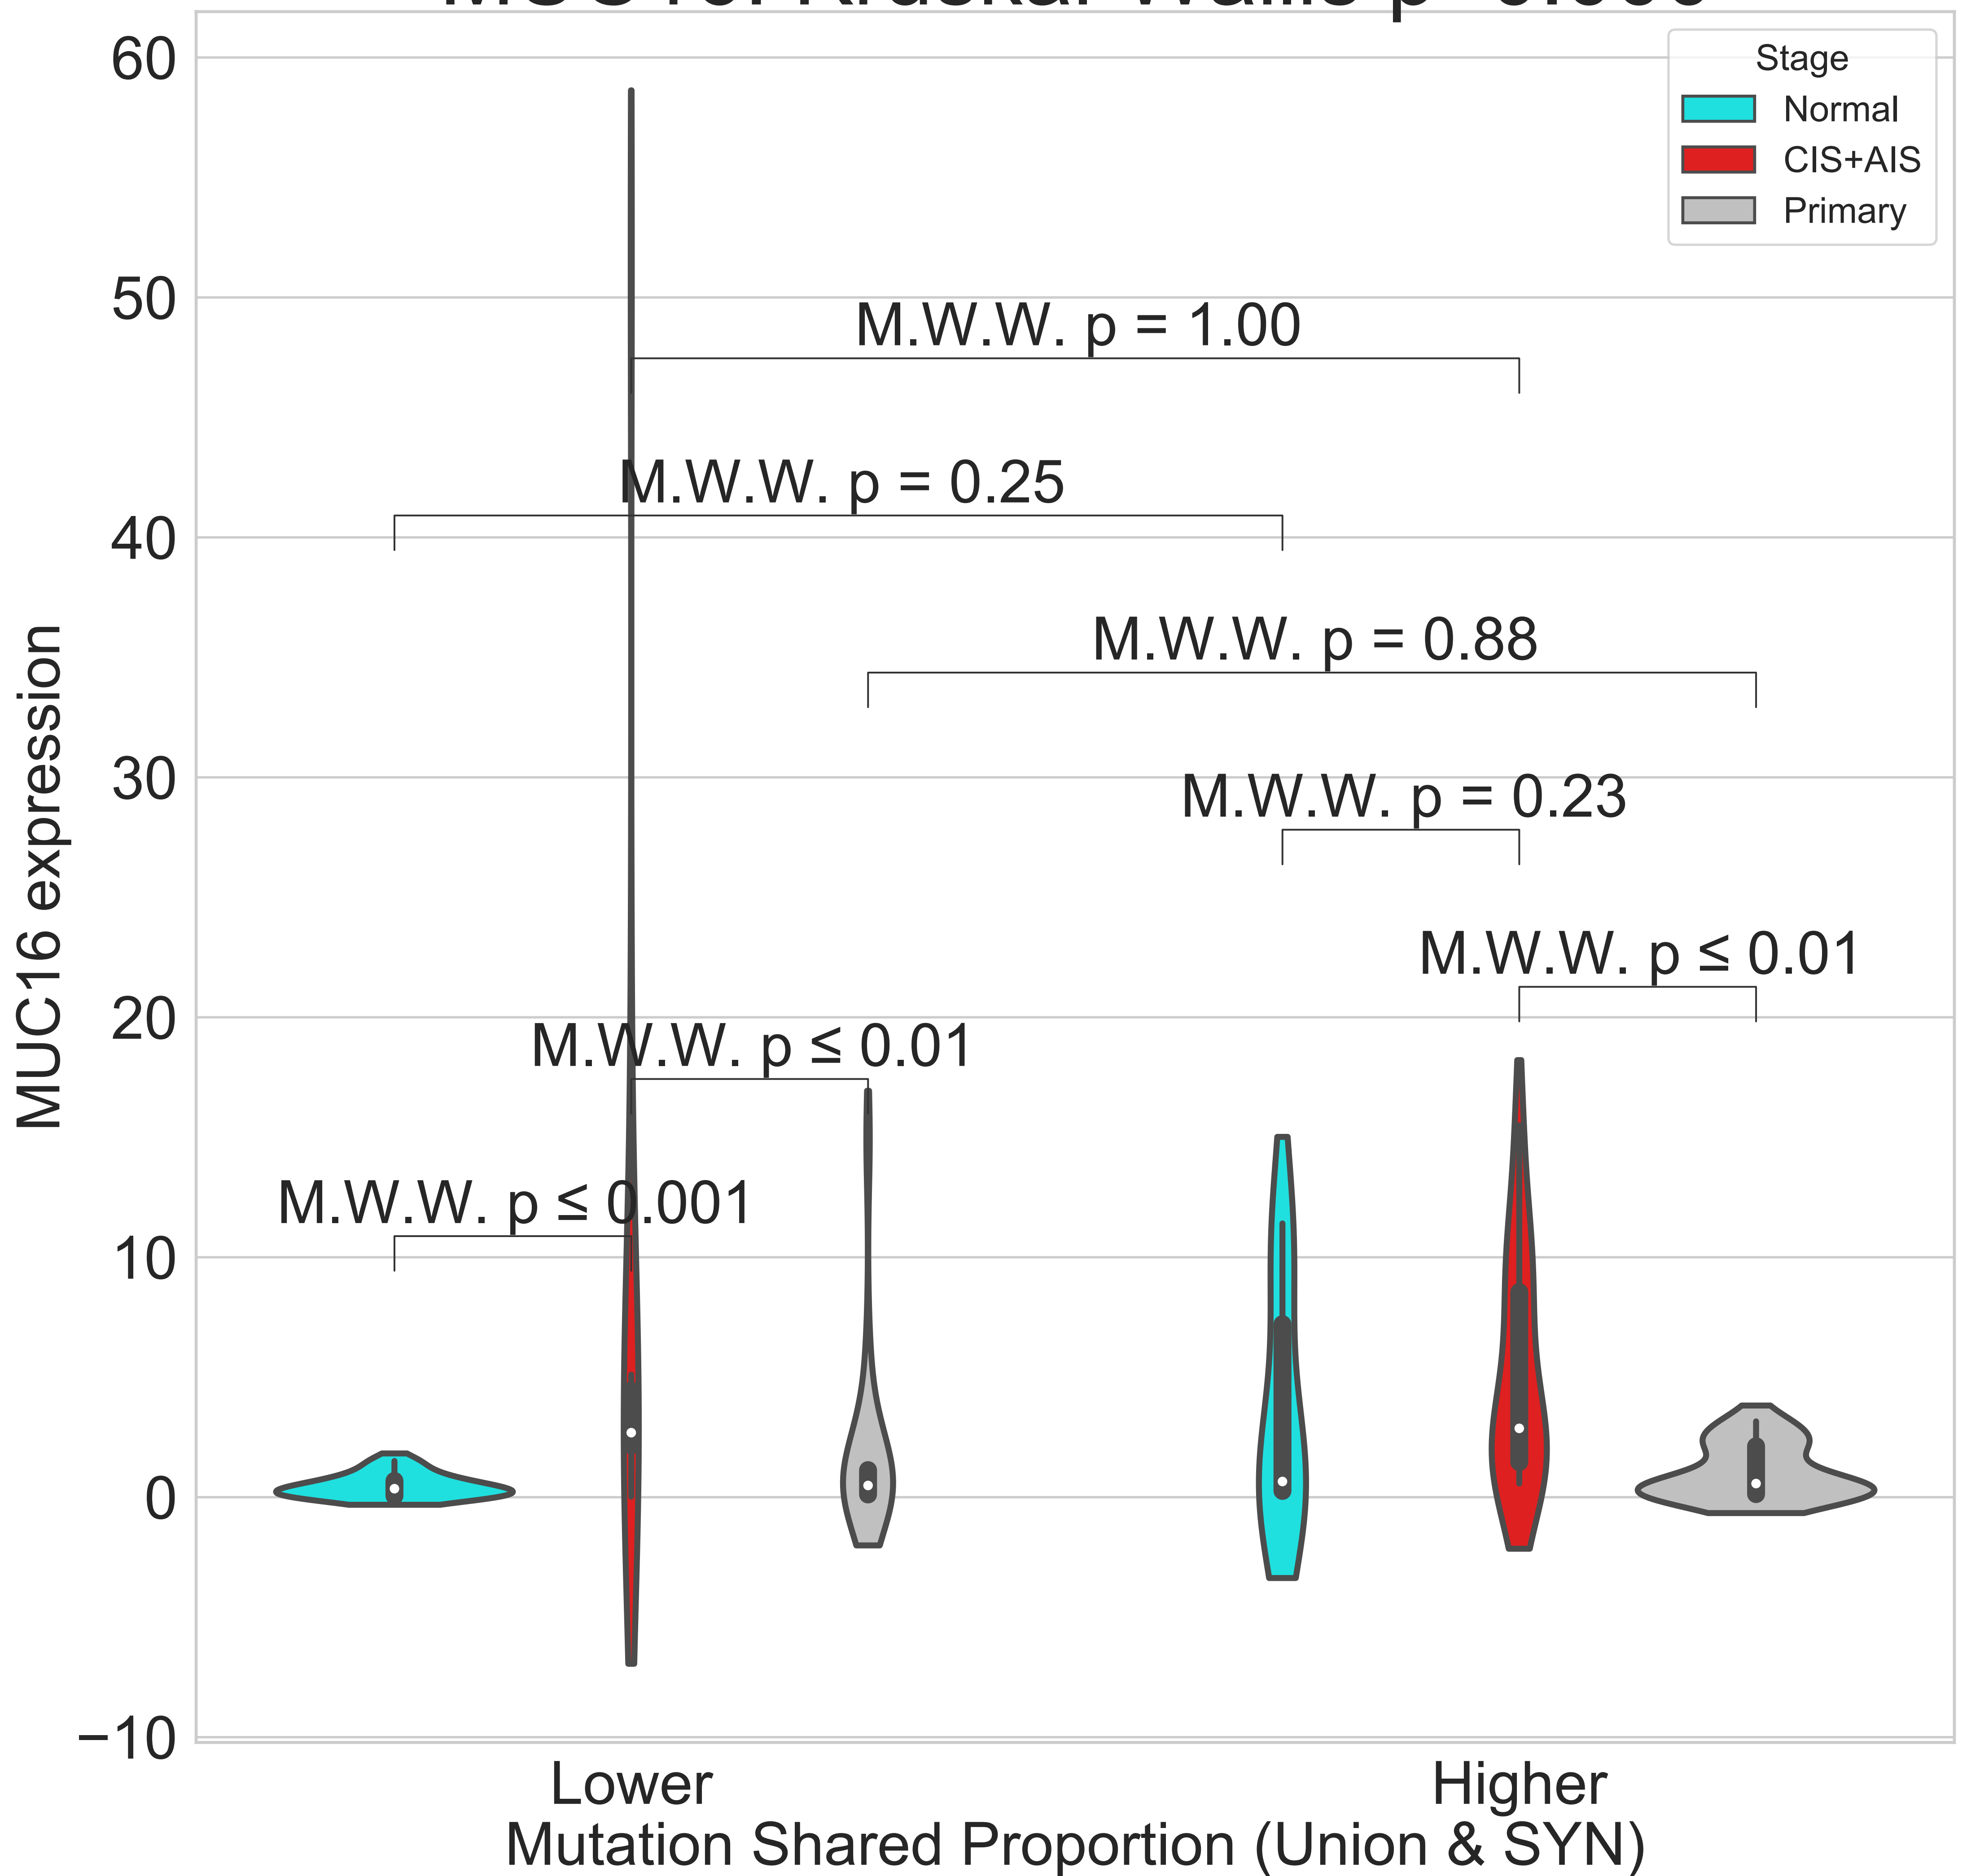 60
50
40
30
20
10
0
−10
MUC16 expression
Stage
Normal
CIS+AIS
Primary
M.W.W. p = 1.00
M.W.W. p = 0.25
M.W.W. p = 0.88
M.W.W. p = 0.23
M.W.W. p ≤ 0.01
M.W.W. p ≤ 0.01
M.W.W. p ≤ 0.001
Lower
Higher
Mutation Shared Proportion (Union & SYN)